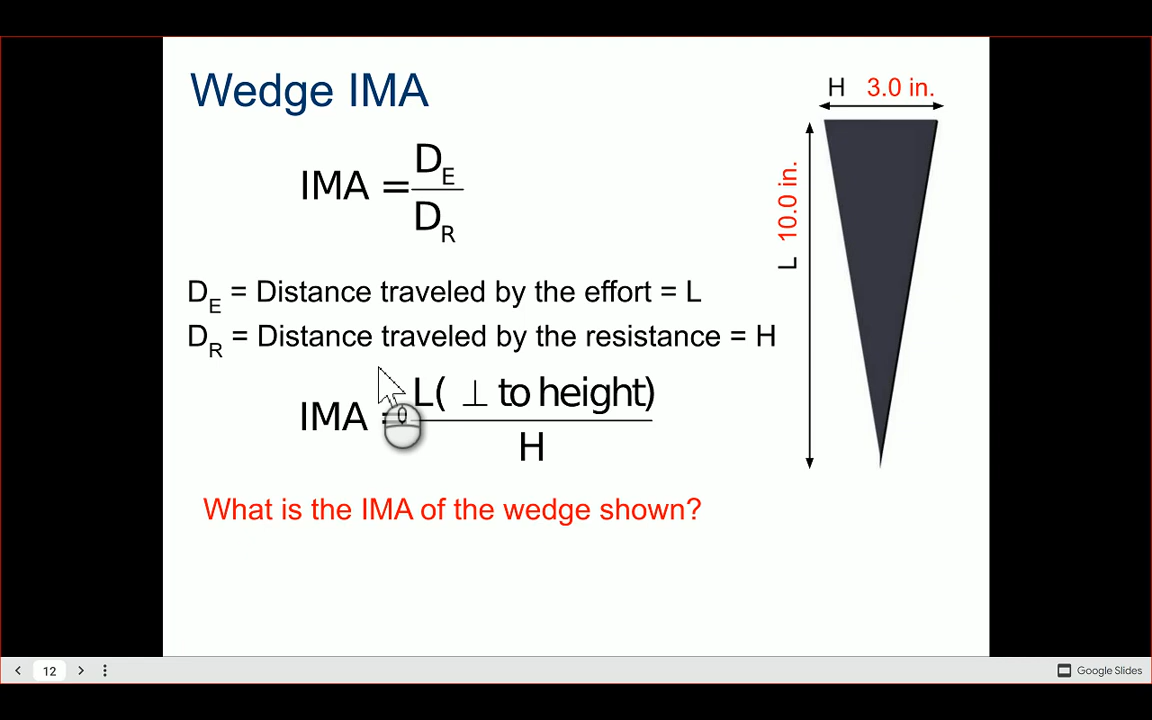 Wedge IMA
H 3.0 in.
IMA = D_E / D_R
L 10.0 in.
D_E = Distance traveled by the effort = L
D_R = Distance traveled by the resistance = H
IMA = L( ⊥ to height) / H
What is the IMA of the wedge shown?
12
Google Slides